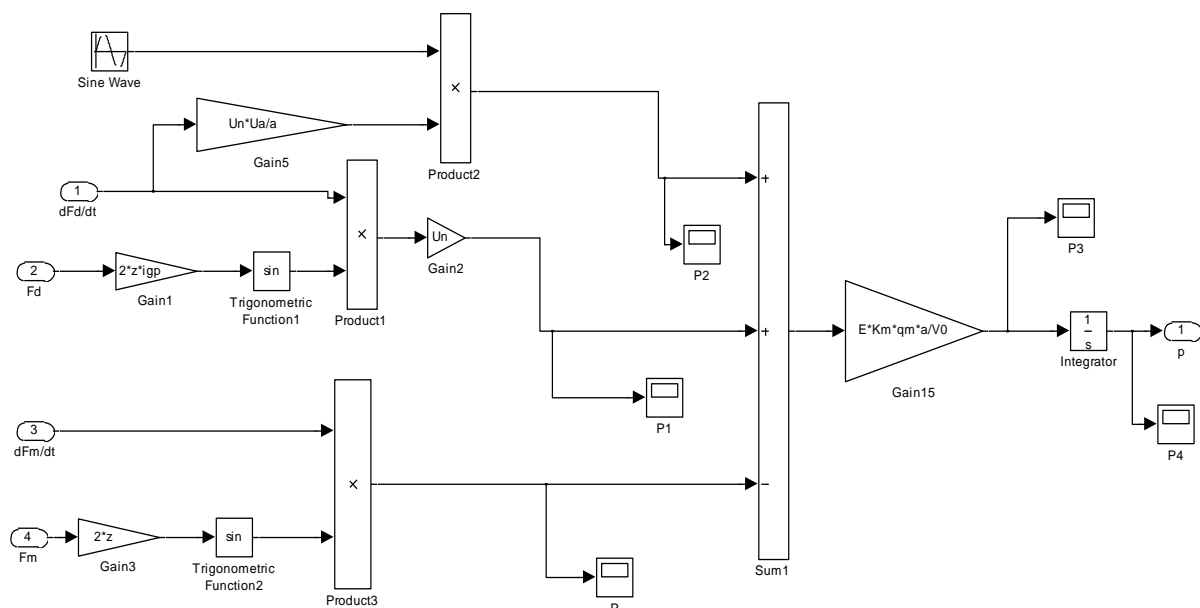 Sine Wave
×
Un*Ua/a
Gain5
Product2
1
dFd/dt
×
Un
Gain2
P2
+
P3
2
Fd
2*z*igp
Gain1
sin
Trigonometric
Function1
Product1
+
E*Km*qm*a/V0
Gain15
1
s
Integrator
1
p
P1
P4
3
dFm/dt
×
−
4
Fm
2*z
Gain3
sin
Trigonometric
Function2
Product3
Sum1